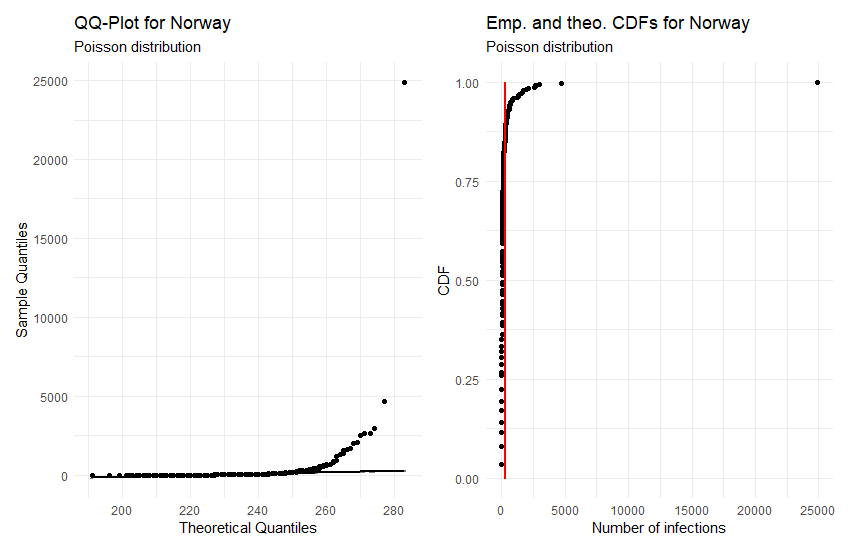 QQ-Plot for Norway
Poisson distribution
25000
20000
15000
10000
5000
0
Sample Quantiles
200
220
240
260
280
Theoretical Quantiles
Emp. and theo. CDFs for Norway
Poisson distribution
1.00
0.75
0.50
0.25
0.00
CDF
0
5000
10000
15000
20000
25000
Number of infections